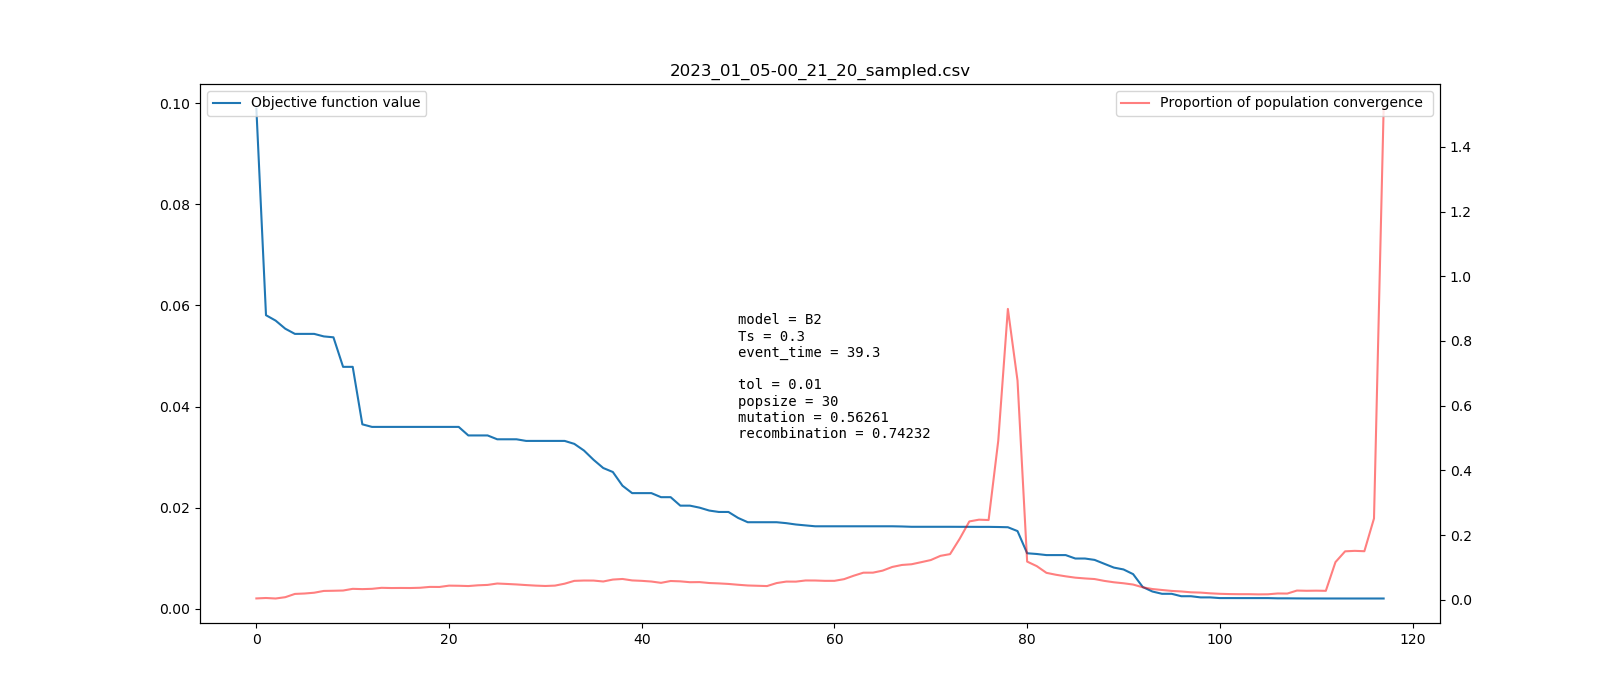 2023_01_05-00_21_20_sampled.csv
Objective function value
Proportion of population convergence
0.10
0.08
0.06
0.04
0.02
0.00
model = B2
Ts = 0.3
event_time = 39.3
tol = 0.01
popsize = 30
mutation = 0.56261
recombination = 0.74232
1.4
1.2
1.0
0.8
0.6
0.4
0.2
0.0
0 20 40 60 80 100 120